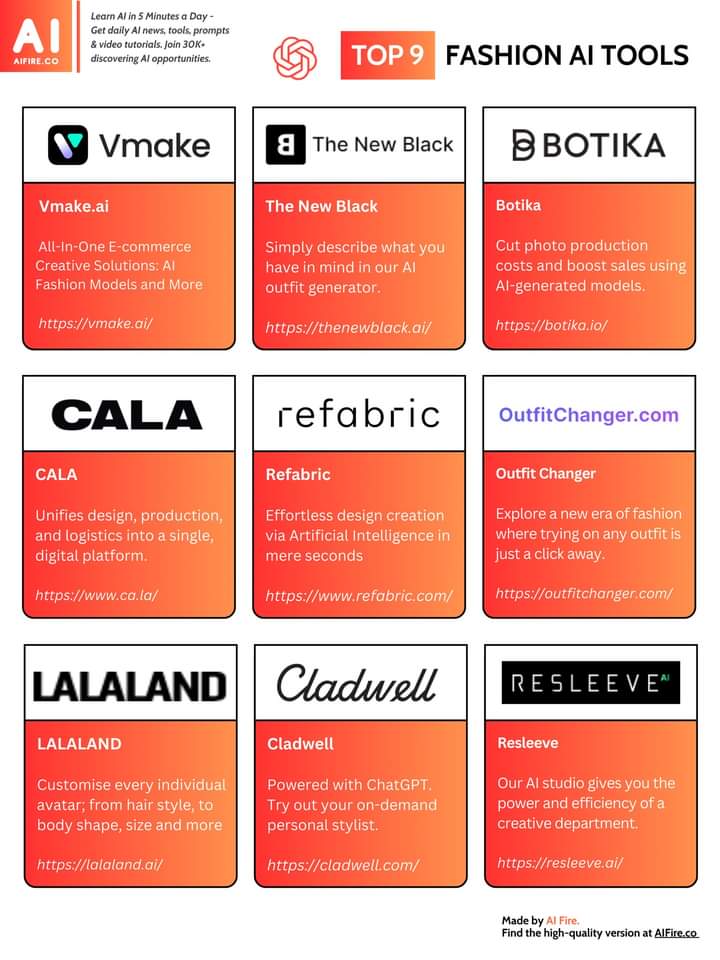 AI
AIFIRE.CO
Learn AI in 5 Minutes a Day -
Get daily AI news, tools, prompts
& video tutorials. Join 30K+
discovering AI opportunities.
TOP 9 FASHION AI TOOLS
Vmake
Vmake.ai
All-In-One E-commerce
Creative Solutions: AI
Fashion Models and More
https://vmake.ai/
B The New Black
The New Black
Simply describe what you
have in mind in our AI
outfit generator.
https://thenewblack.ai/
BOTIKA
Botika
Cut photo production
costs and boost sales using
AI-generated models.
https://botika.io/
CALA
CALA
Unifies design, production,
and logistics into a single,
digital platform.
https://www.ca.la/
refabric
Refabric
Effortless design creation
via Artificial Intelligence in
mere seconds
https://www.refabric.com/
OutfitChanger.com
Outfit Changer
Explore a new era of fashion
where trying on any outfit is
just a click away.
https://outfitchanger.com/
LALALAND
LALALAND
Customise every individual
avatar; from hair style, to
body shape, size and more
https://lalaland.ai/
Cladwell
Cladwell
Powered with ChatGPT.
Try out your on-demand
personal stylist.
https://cladwell.com/
RESLEEVE AI
Resleeve
Our AI studio gives you the
power and efficiency of a
creative department.
https://resleeve.ai/
Made by AI Fire.
Find the high-quality version at AIFire.co